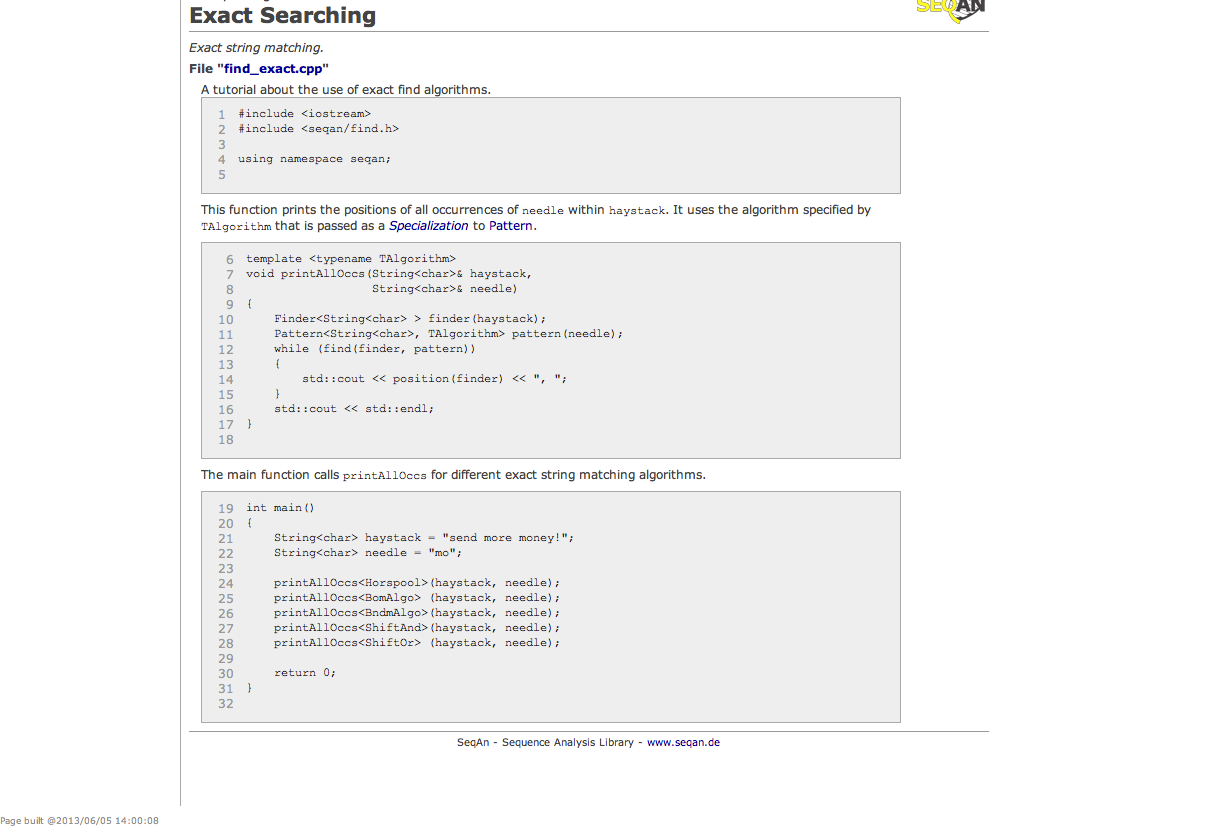 Exact Searching
SEQAN
Exact string matching.
File "find_exact.cpp"
A tutorial about the use of exact find algorithms.
1 #include <iostream>
2 #include <seqan/find.h>
3
4 using namespace seqan;
5
This function prints the positions of all occurrences of needle within haystack. It uses the algorithm specified by
TAlgorithm that is passed as a Specialization to Pattern.
6 template <typename TAlgorithm>
7 void printAllOccs(String<char>& haystack,
8                   String<char>& needle)
9 {
10     Finder<String<char> > finder(haystack);
11     Pattern<String<char>, TAlgorithm> pattern(needle);
12     while (find(finder, pattern))
13     {
14         std::cout << position(finder) << ", ";
15     }
16     std::cout << std::endl;
17 }
18
The main function calls printAllOccs for different exact string matching algorithms.
19 int main()
20 {
21     String<char> haystack = "send more money!";
22     String<char> needle = "mo";
23
24     printAllOccs<Horspool>(haystack, needle);
25     printAllOccs<BomAlgo> (haystack, needle);
26     printAllOccs<BndmAlgo>(haystack, needle);
27     printAllOccs<ShiftAnd>(haystack, needle);
28     printAllOccs<ShiftOr> (haystack, needle);
29
30     return 0;
31 }
32
SeqAn - Sequence Analysis Library - www.seqan.de
Page built @2013/06/05 14:00:08